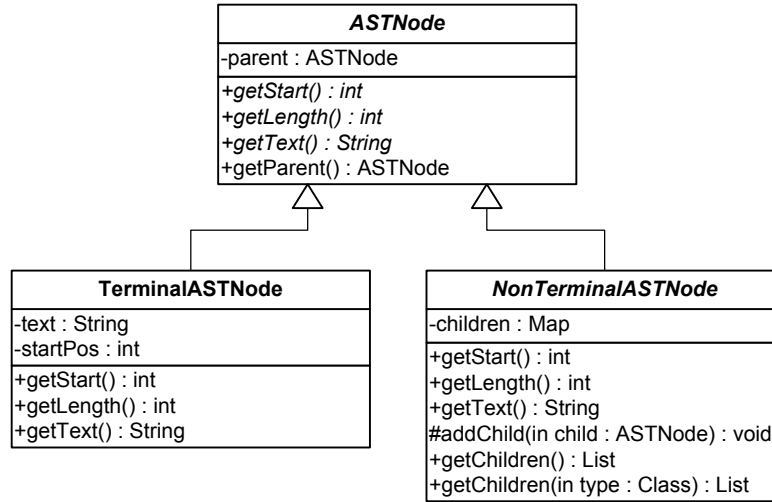 ASTNode
-parent : ASTNode
+getStart() : int
+getLength() : int
+getText() : String
+getParent() : ASTNode
TerminalASTNode
-text : String
-startPos : int
+getStart() : int
+getLength() : int
+getText() : String
NonTerminalASTNode
-children : Map
+getStart() : int
+getLength() : int
+getText() : String
#addChild(in child : ASTNode) : void
+getChildren() : List
+getChildren(in type : Class) : List